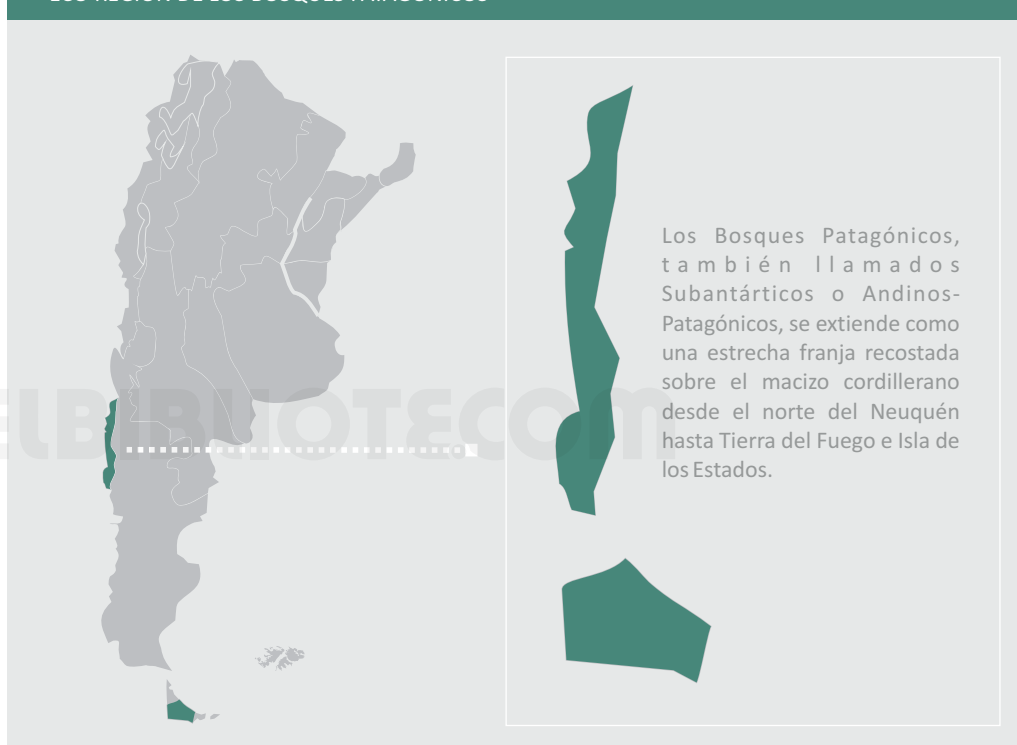 Los Bosques Patagónicos,
también llamados
Subantárticos o Andinos-
Patagónicos, se extiende como
una estrecha franja recostada
sobre el macizo cordillerano
desde el norte del Neuquén
hasta Tierra del Fuego e Isla de
los Estados.
ELBIBLIOTECOM